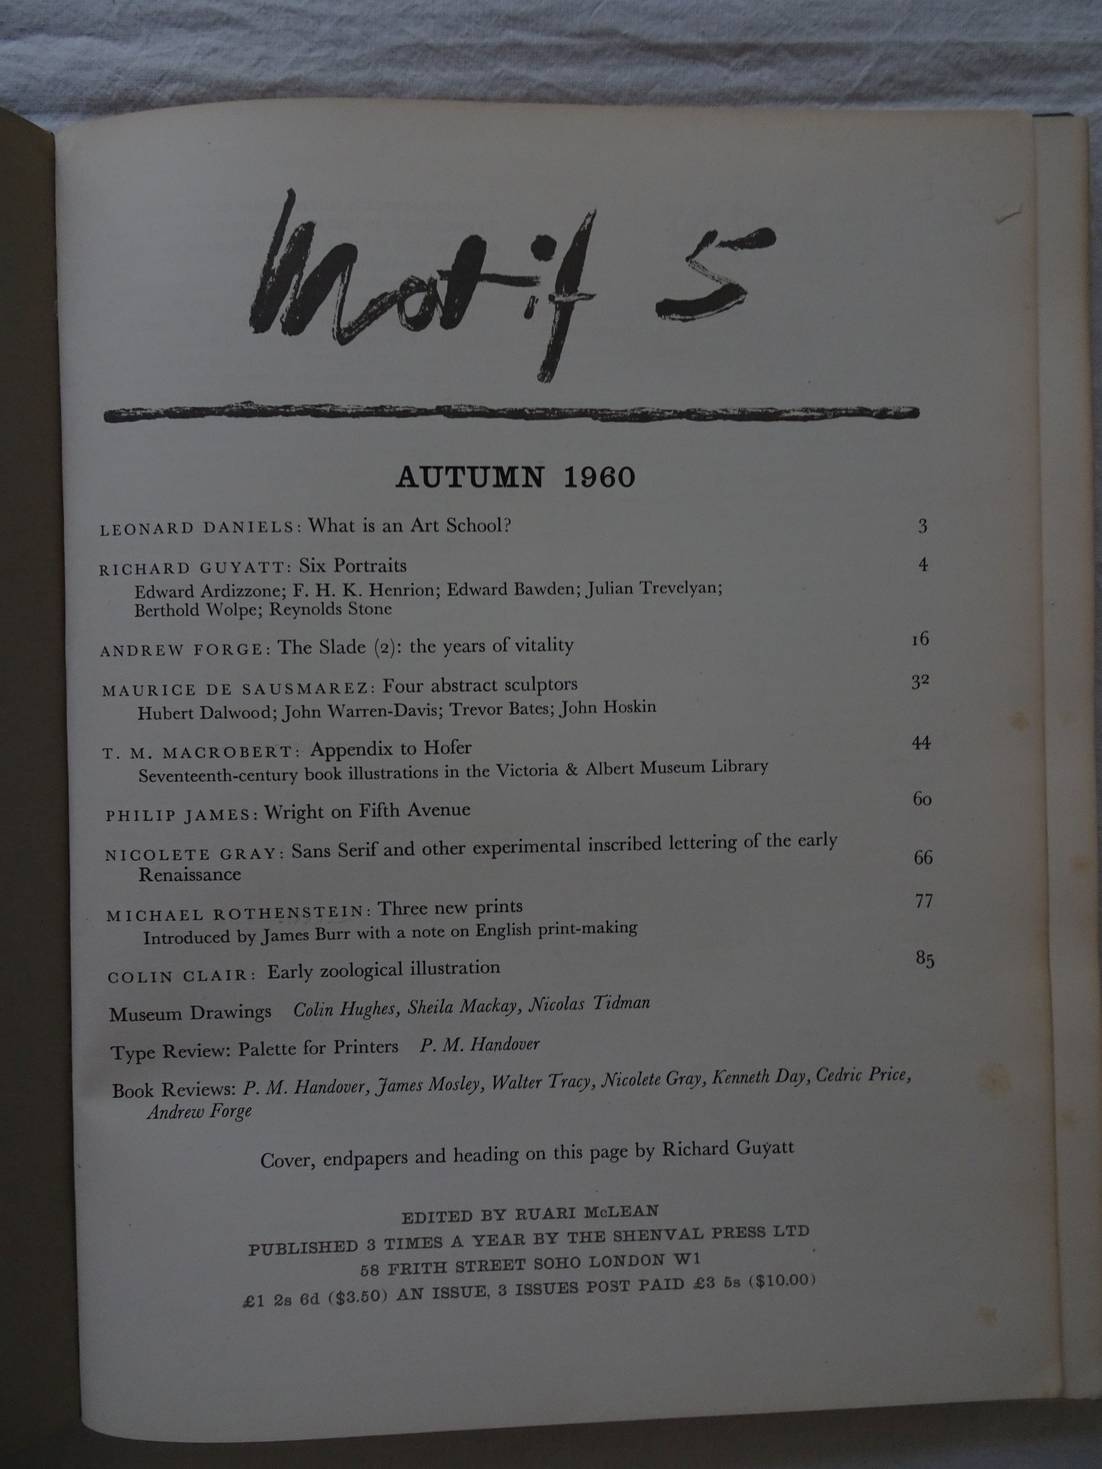 Motif 5
AUTUMN 1960
LEONARD DANIELS: What is an Art School? 3
RICHARD GUYATT: Six Portraits 4
Edward Ardizzone; F. H. K. Henrion; Edward Bawden; Julian Trevelyan;
Berthold Wolpe; Reynolds Stone
ANDREW FORGE: The Slade (2): the years of vitality 16
MAURICE DE SAUSMAREZ: Four abstract sculptors 32
Hubert Dalwood; John Warren-Davis; Trevor Bates; John Hoskin
T. M. MACROBERT: Appendix to Hofer 44
Seventeenth-century book illustrations in the Victoria & Albert Museum Library
PHILIP JAMES: Wright on Fifth Avenue 60
NICOLETE GRAY: Sans Serif and other experimental inscribed lettering of the early
Renaissance 66
MICHAEL ROTHENSTEIN: Three new prints 77
Introduced by James Burr with a note on English print-making
COLIN CLAIR: Early zoological illustration 85
Museum Drawings Colin Hughes, Sheila Mackay, Nicolas Tidman
Type Review: Palette for Printers P. M. Handover
Book Reviews: P. M. Handover, James Mosley, Walter Tracy, Nicolete Gray, Kenneth Day, Cedric Price,
Andrew Forge
Cover, endpapers and heading on this page by Richard Guyatt
EDITED BY RUARI McLEAN
PUBLISHED 3 TIMES A YEAR BY THE SHENVAL PRESS LTD
58 FRITH STREET SOHO LONDON W1
£1 2s 6d ($3.50) AN ISSUE, 3 ISSUES POST PAID £3 5s ($10.00)